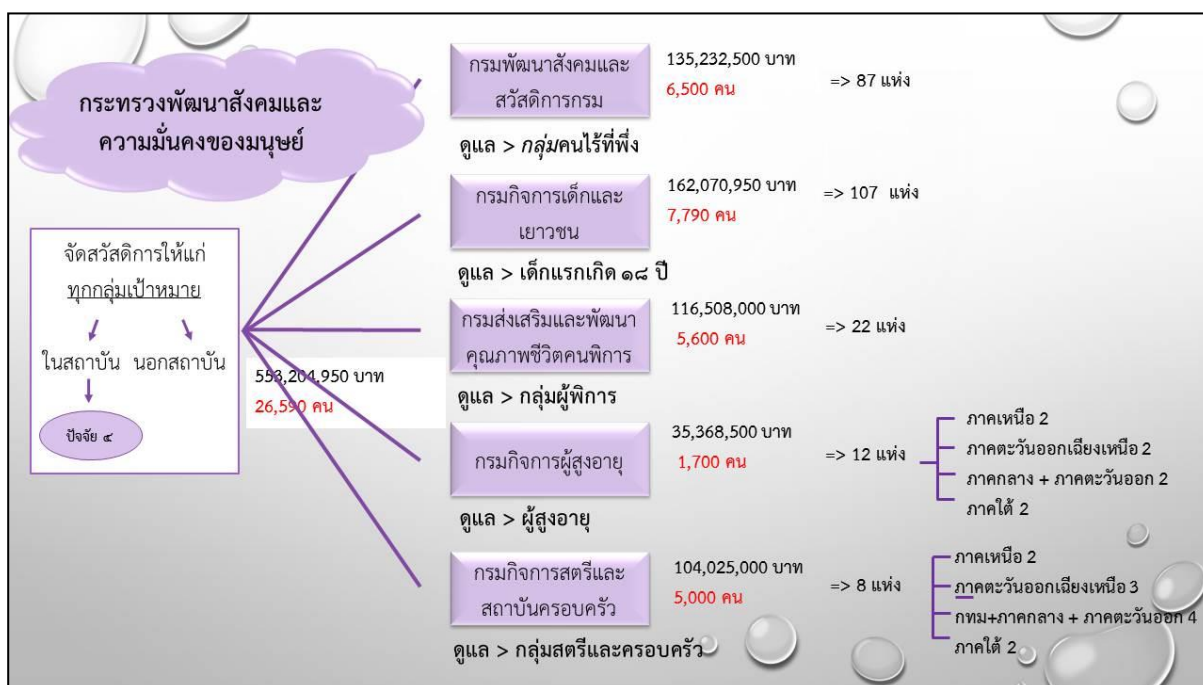 กระทรวงพัฒนาสังคมและ
ความมั่นคงของมนุษย์
จัดสวัสดิการให้แก่
ทุกกลุ่มเป้าหมาย
ในสถาบัน นอกสถาบัน
ปัจจัย ๔
553,204,950 บาท
26,590 คน
กรมพัฒนาสังคมและ
สวัสดิการกรม
135,232,500 บาท
6,500 คน
=> 87 แห่ง
ดูแล > กลุ่มคนไร้ที่พึ่ง
กรมกิจการเด็กและ
เยาวชน
162,070,950 บาท
7,790 คน
=> 107 แห่ง
ดูแล > เด็กแรกเกิด ๑๘ ปี
กรมส่งเสริมและพัฒนา
คุณภาพชีวิตคนพิการ
116,508,000 บาท
5,600 คน
=> 22 แห่ง
ดูแล > กลุ่มผู้พิการ
กรมกิจการผู้สูงอายุ
35,368,500 บาท
1,700 คน
=> 12 แห่ง
ภาคเหนือ 2
ภาคตะวันออกเฉียงเหนือ 2
ภาคกลาง + ภาคตะวันออก 2
ภาคใต้ 2
ดูแล > ผู้สูงอายุ
กรมกิจการสตรีและ
สถาบันครอบครัว
104,025,000 บาท
5,000 คน
=> 8 แห่ง
ภาคเหนือ 2
ภาคตะวันออกเฉียงเหนือ 3
กทม+ภาคกลาง + ภาคตะวันออก 4
ภาคใต้ 2
ดูแล > กลุ่มสตรีและครอบครัว